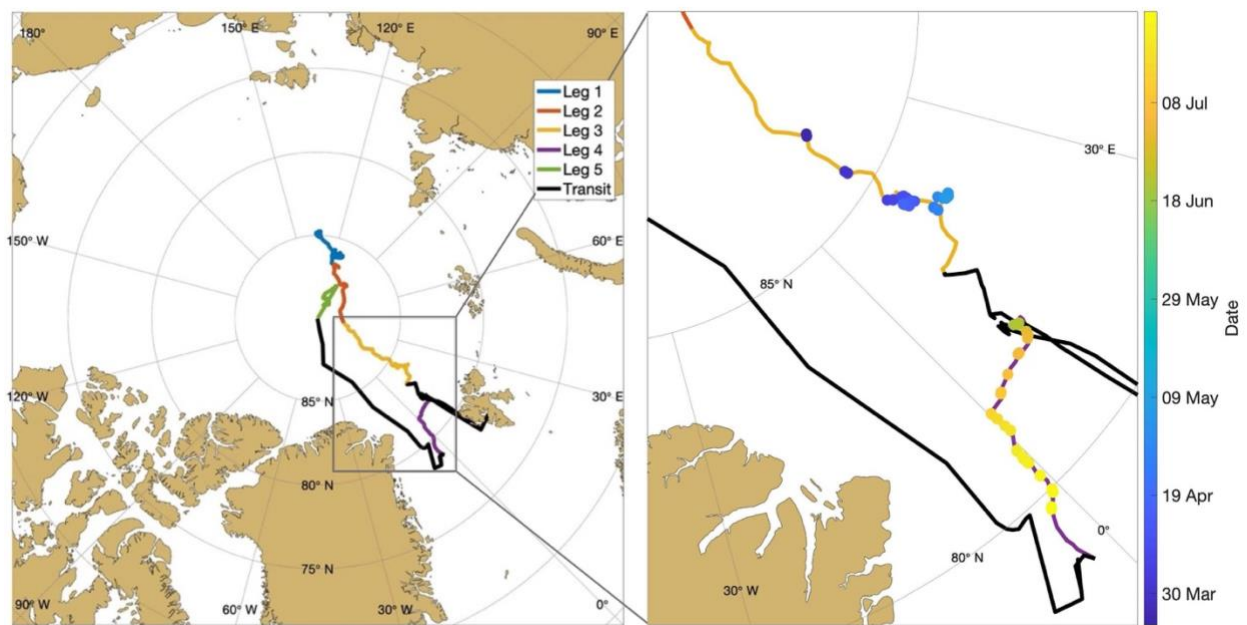 180°
150° E
120° E
90° E
Leg 1
Leg 2
Leg 3
Leg 4
Leg 5
Transit
150° W
60° E
120° W
85° N
30° E
80° N
75° N
90° W
60° W
30° W
0°
30° E
85° N
80° N
0°
30° W
08 Jul
18 Jun
29 May
09 May
19 Apr
30 Mar
Date